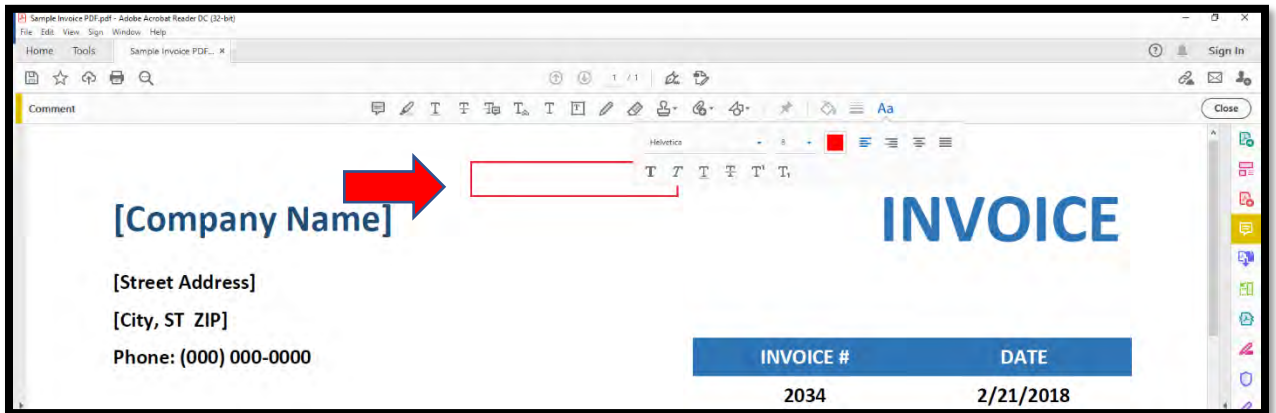 Sample Invoice PDF.pdf - Adobe Acrobat Reader DC (32-bit)
File Edit View Sign Window Help
Home Tools Sample Invoice PDF... × Sign In
1 / 1
Comment Aa Close
Helvetica 8
[Company Name] INVOICE
[Street Address]
[City, ST ZIP]
Phone: (000) 000-0000 INVOICE # DATE
2034 2/21/2018